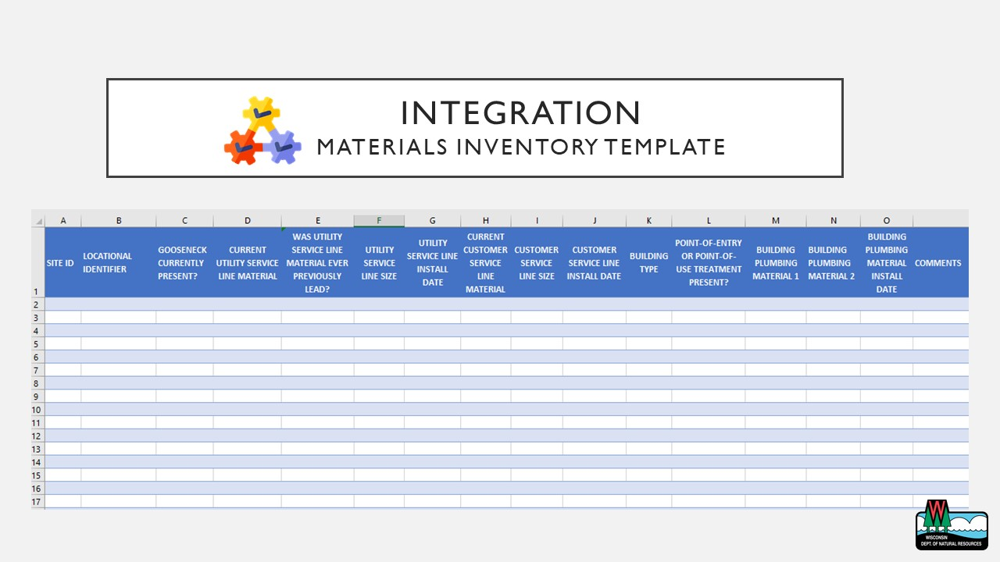 INTEGRATION
MATERIALS INVENTORY TEMPLATE
A B C D E F G H I J K L M N O
SITE ID
LOCATIONAL
IDENTIFIER
GOOSENECK
CURRENTLY
PRESENT?
CURRENT
UTILITY SERVICE
LINE MATERIAL
WAS UTILITY
SERVICE LINE
MATERIAL EVER
PREVIOUSLY
LEAD?
UTILITY
SERVICE
LINE SIZE
UTILITY
SERVICE LINE
INSTALL
DATE
CURRENT
CUSTOMER
SERVICE
LINE
MATERIAL
CUSTOMER
SERVICE
LINE SIZE
CUSTOMER
SERVICE LINE
INSTALL DATE
BUILDING
TYPE
POINT-OF-ENTRY
OR POINT-OF-
USE TREATMENT
PRESENT?
BUILDING
PLUMBING
MATERIAL 1
BUILDING
PLUMBING
MATERIAL 2
BUILDING
PLUMBING
MATERIAL
INSTALL
DATE
COMMENTS
1
2
3
4
5
6
7
8
9
10
11
12
13
14
15
16
17
W
WISCONSIN
DEPT. OF NATURAL RESOURCES